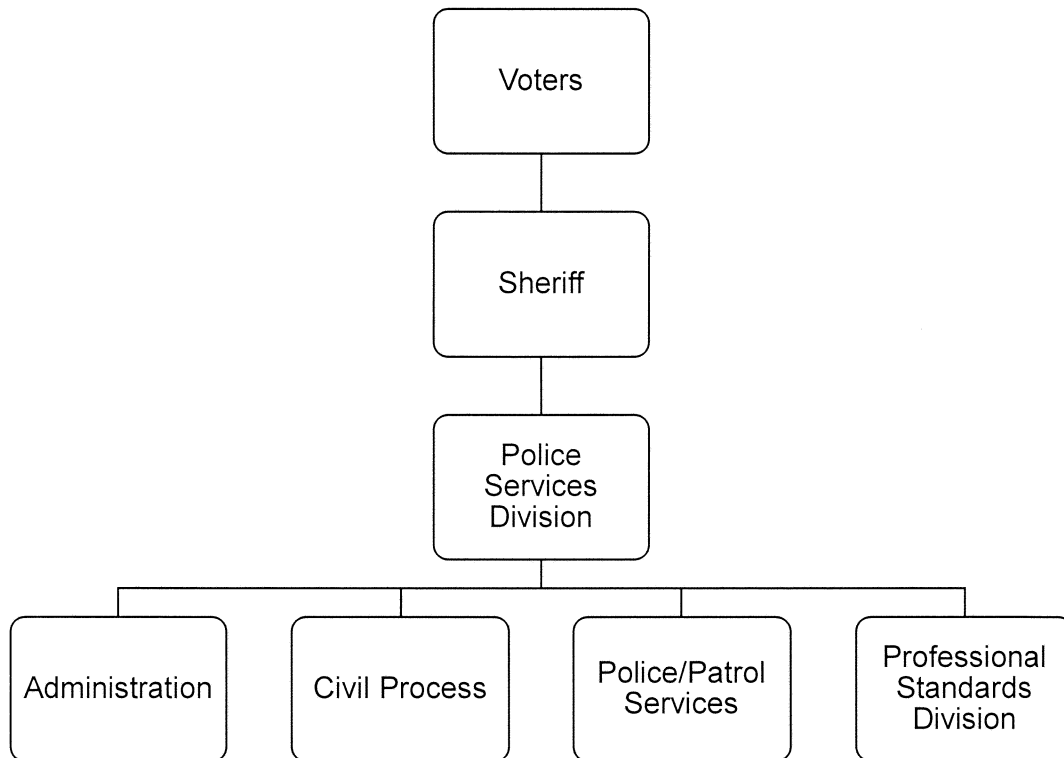 Voters
Sheriff
Police
Services
Division
Administration
Civil Process
Police/Patrol
Services
Professional
Standards
Division